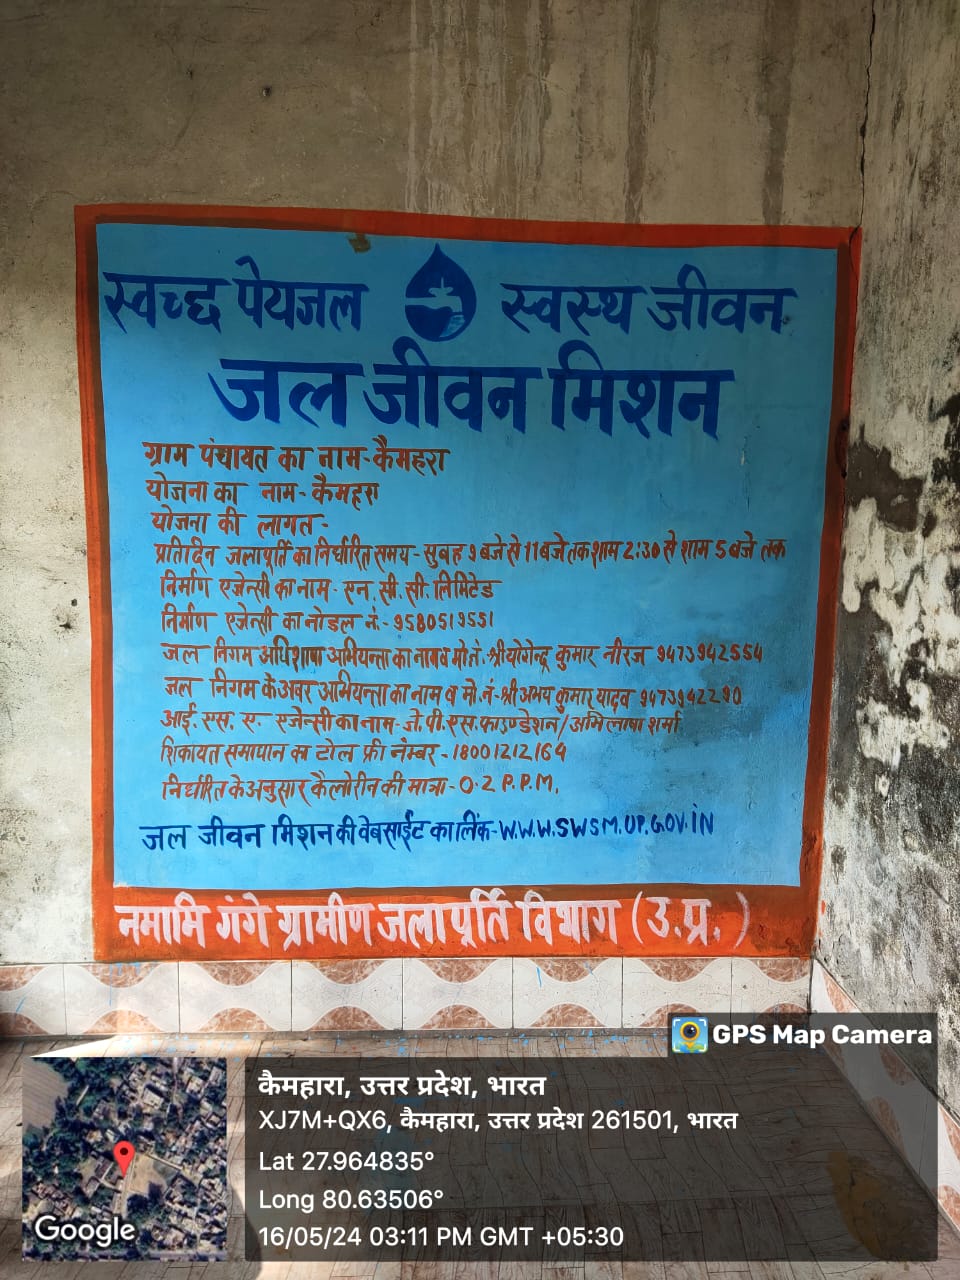 स्वच्छ पेयजल स्वस्थ जीवन
जल जीवन मिशन
ग्राम पंचायत का नाम-कैमहरा
योजना का नाम-कैमहरा
योजना की लागत-
प्रतिदिन जलापूर्ति का निर्धारित समय-सुबह 9 बजे से 11 बजे तक शाम 2:30 से शाम 5 बजे तक
निर्माण एजेन्सी का नाम-एन. सी. सी. लिमिटेड
निर्माण एजेन्सी का नोडल नं-9580519551
जल निगम अधिशाषा अभियन्ता का नाम व मो.नं. श्री योगेन्द्र कुमार नीरज 9473942554
जल निगम के अवर अभियन्ता का नाम व मो.नं-श्री अभय कुमार यादव 9473942290
आई. एस. ए. एजेन्सी का नाम-जे. पी. एस. फाउण्डेशन/अभिलाषा शर्मा
शिकायत समाधान का टोल फ्री नंम्बर-18001212164
निर्धारित के अनुसार कैलोरीन की मात्रा-0.2 P.P.M.
जल जीवन मिशन की वेबसाईट का लिंक-W.W.W.SWSM.UP.GOV.iN
नमामि गंगे ग्रामीण जलापूर्ति विभाग (उ.प्र.)
GPS Map Camera
कैमहारा, उत्तर प्रदेश, भारत
XJ7M+QX6, कैमहारा, उत्तर प्रदेश 261501, भारत
Lat 27.964835°
Long 80.63506°
16/05/24 03:11 PM GMT +05:30
Google